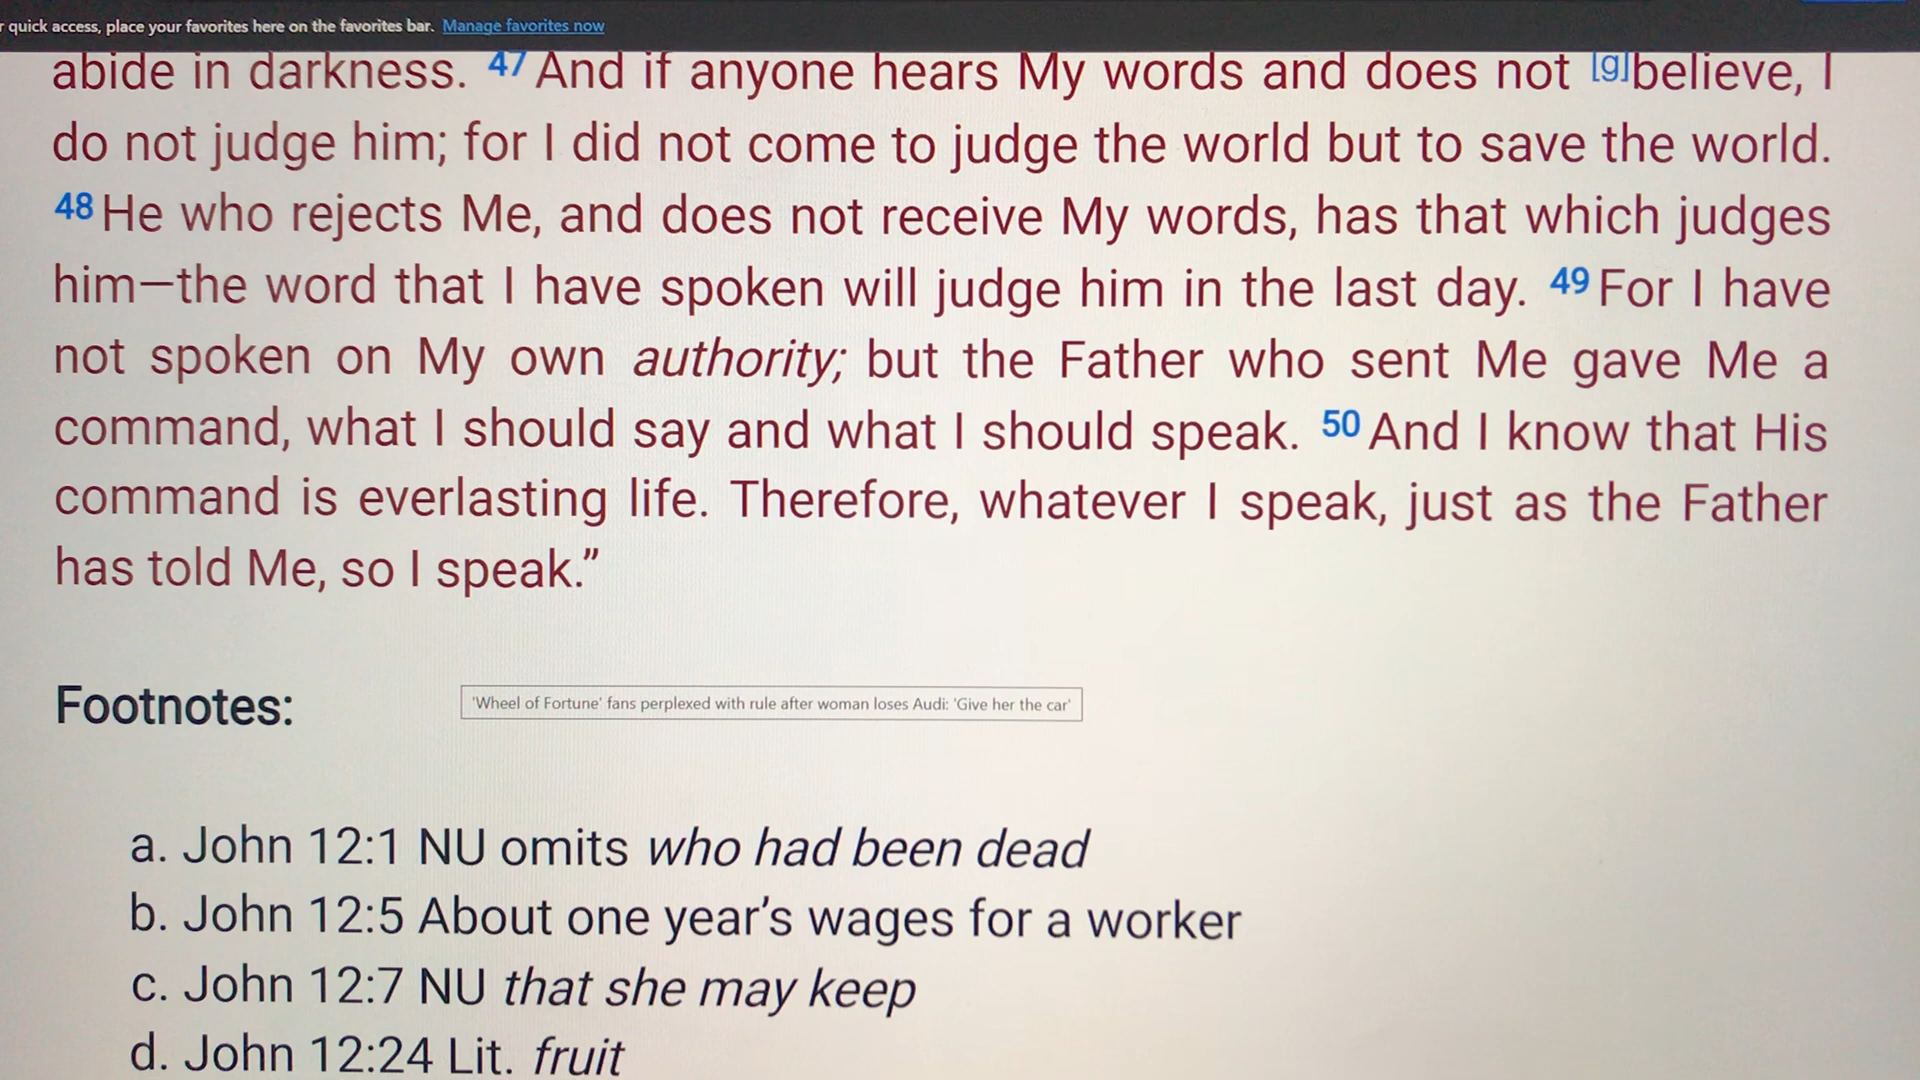 r quick access, place your favorites here on the favorites bar. Manage favorites now
abide in darkness. 47 And if anyone hears My words and does not [g]believe, I
do not judge him; for I did not come to judge the world but to save the world.
48 He who rejects Me, and does not receive My words, has that which judges
him—the word that I have spoken will judge him in the last day. 49 For I have
not spoken on My own authority; but the Father who sent Me gave Me a
command, what I should say and what I should speak. 50 And I know that His
command is everlasting life. Therefore, whatever I speak, just as the Father
has told Me, so I speak.”
Footnotes:
'Wheel of Fortune' fans perplexed with rule after woman loses Audi: 'Give her the car'
a. John 12:1 NU omits who had been dead
b. John 12:5 About one year’s wages for a worker
c. John 12:7 NU that she may keep
d. John 12:24 Lit. fruit